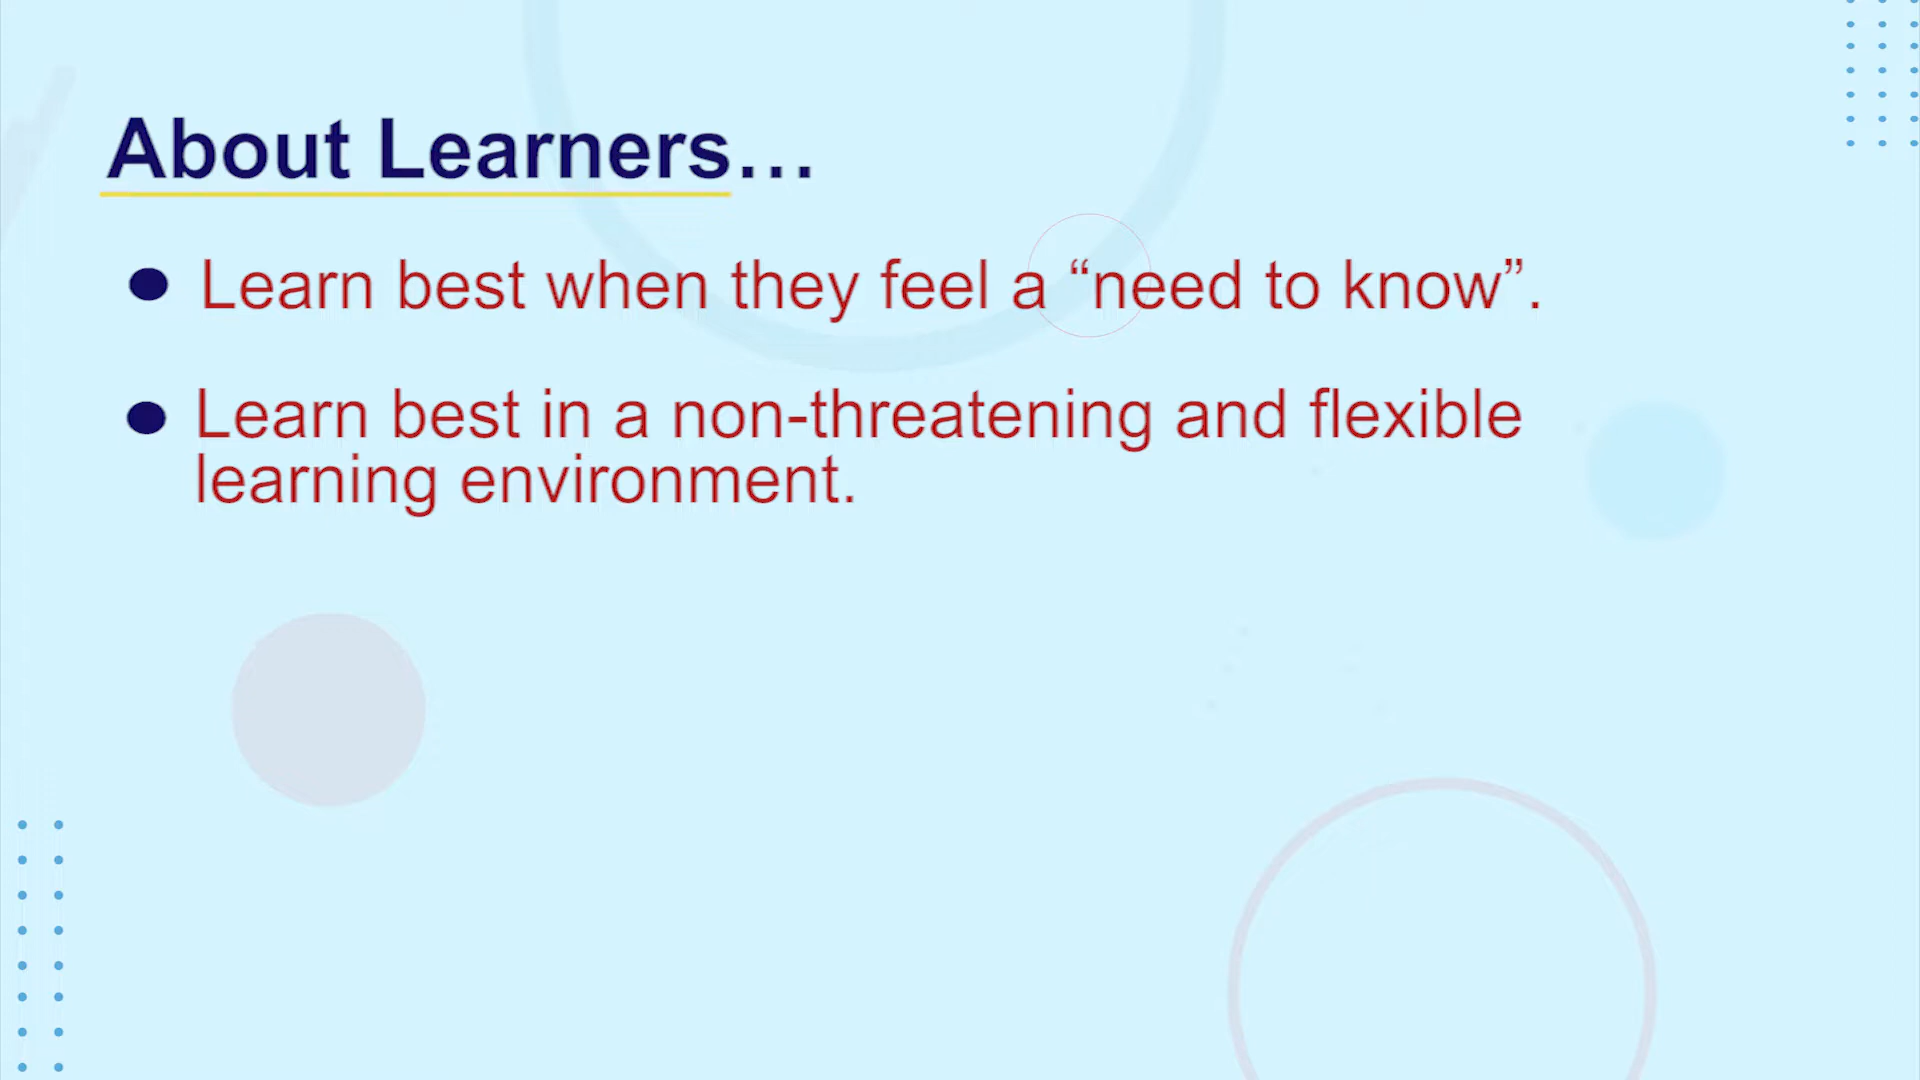 About Learners...
Learn best when they feel a “need to know”.
Learn best in a non-threatening and flexible
learning environment.